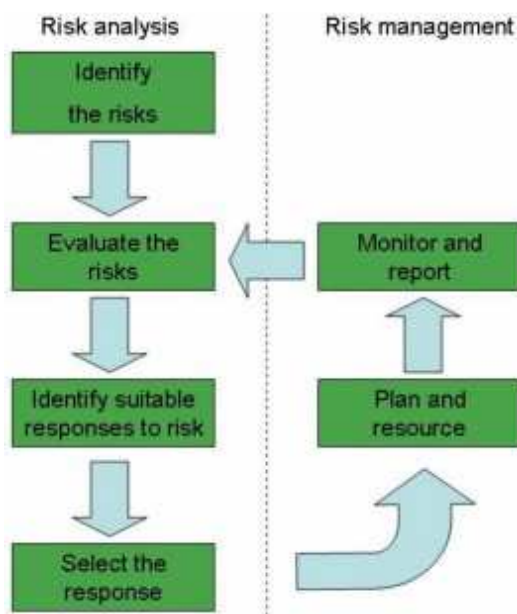 Risk analysis
Risk management
Identify
the risks
Evaluate the
risks
Monitor and
report
Identify suitable
responses to risk
Plan and
resource
Select the
response